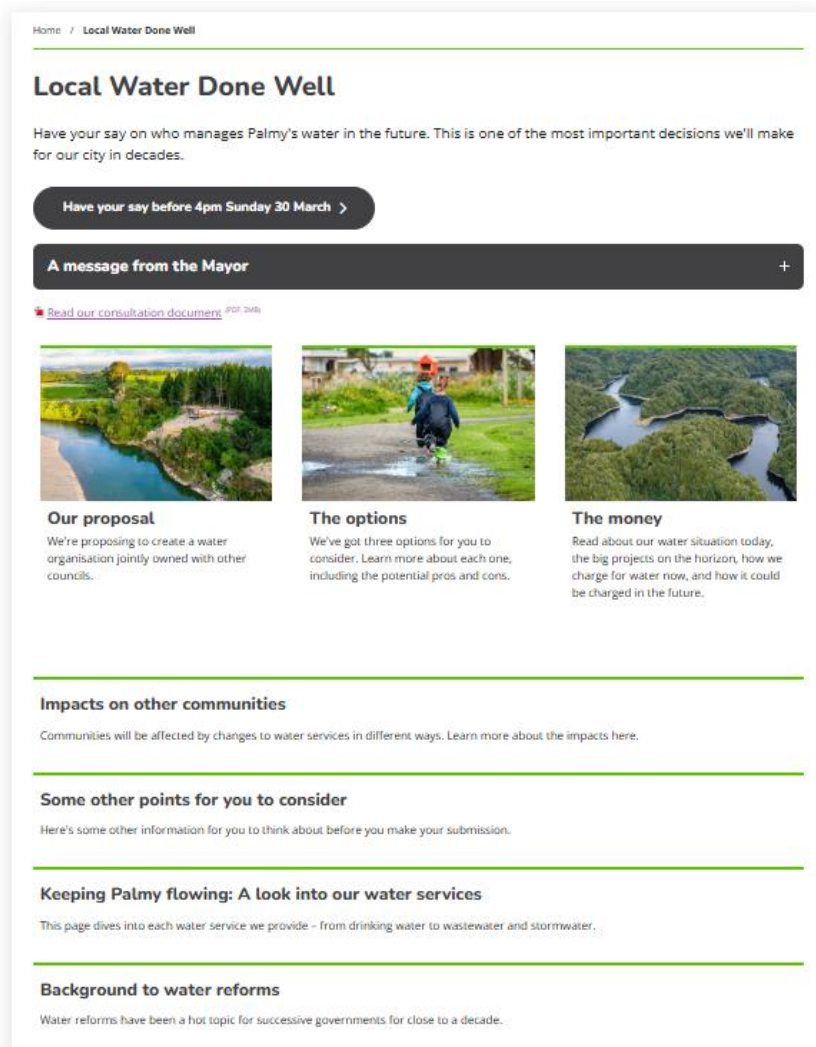 Home / Local Water Done Well
Local Water Done Well
Have your say on who manages Palmy's water in the future. This is one of the most important decisions we'll make
for our city in decades.
Have your say before 4pm Sunday 30 March >
A message from the Mayor +
Read our consultation document (PDF, 2MB)
Our proposal
We're proposing to create a water
organisation jointly owned with other
councils.
The options
We've got three options for you to
consider. Learn more about each one,
including the potential pros and cons.
The money
Read about our water situation today,
the big projects on the horizon, how we
charge for water now, and how it could
be charged in the future.
Impacts on other communities
Communities will be affected by changes to water services in different ways. Learn more about the impacts here.
Some other points for you to consider
Here's some other information for you to think about before you make your submission.
Keeping Palmy flowing: A look into our water services
This page dives into each water service we provide – from drinking water to wastewater and stormwater.
Background to water reforms
Water reforms have been a hot topic for successive governments for close to a decade.